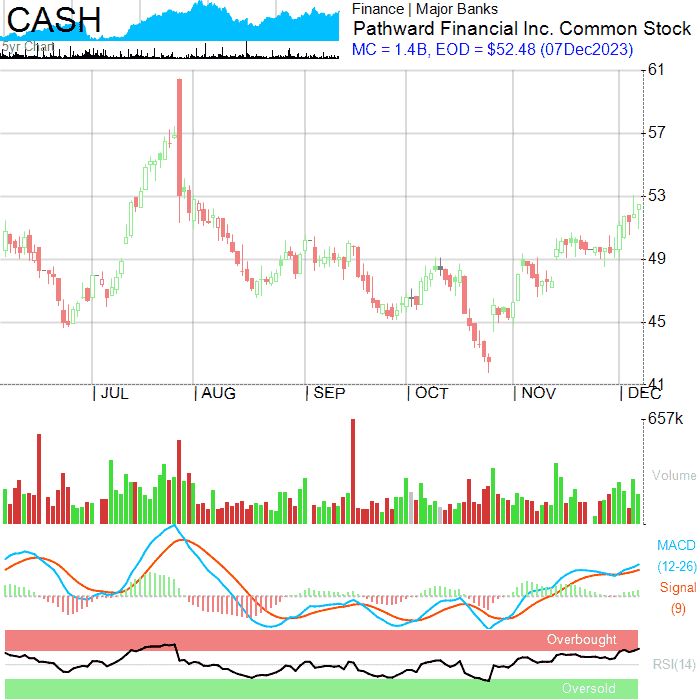 CASH
5yr Chart
Finance | Major Banks
Pathward Financial Inc. Common Stock
MC = 1.4B, EOD = $52.48 (07Dec2023)
61
57
53
49
45
41
| JUL | AUG | SEP | OCT | NOV | DEC
657k
Volume
MACD
(12-26)
Signal
(9)
Overbought
RSI(14)
Oversold